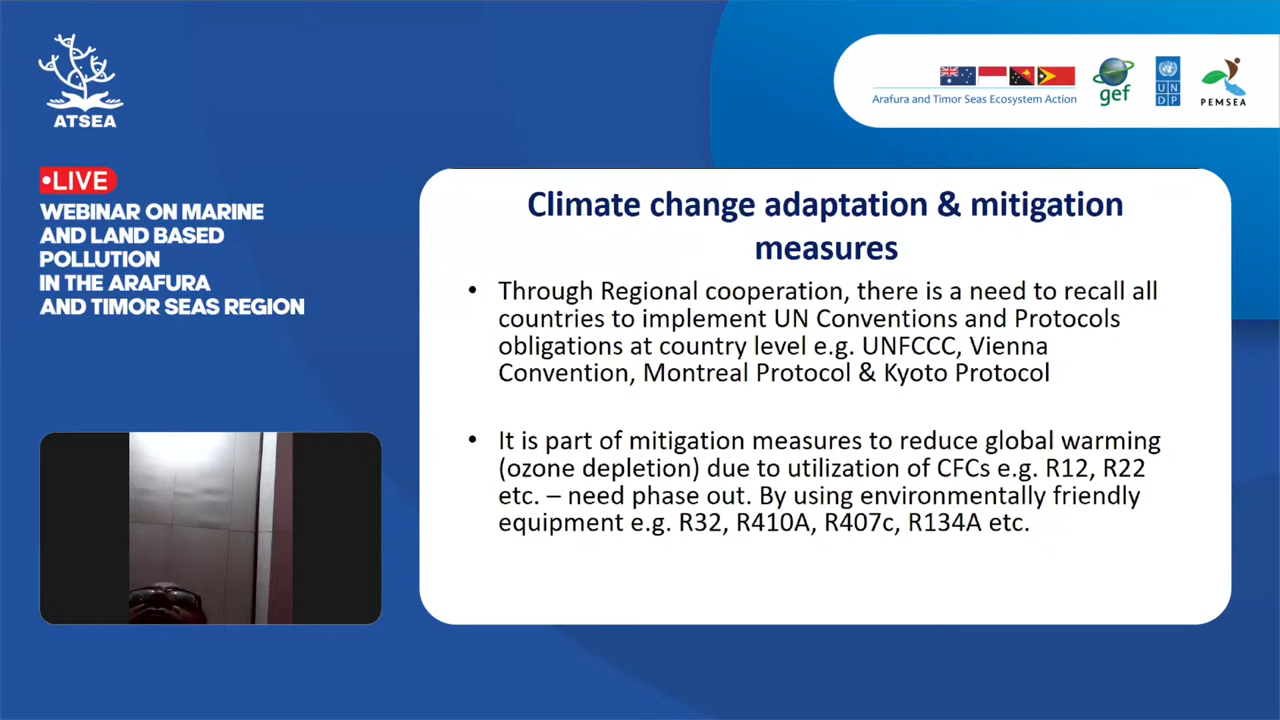 ATSEA
Arafura and Timor Seas Ecosystem Action
gef
UN
DP
PEMSEA
•LIVE
WEBINAR ON MARINE
AND LAND BASED
POLLUTION
IN THE ARAFURA
AND TIMOR SEAS REGION
Climate change adaptation & mitigation
measures
• Through Regional cooperation, there is a need to recall all
countries to implement UN Conventions and Protocols
obligations at country level e.g. UNFCCC, Vienna
Convention, Montreal Protocol & Kyoto Protocol
• It is part of mitigation measures to reduce global warming
(ozone depletion) due to utilization of CFCs e.g. R12, R22
etc. – need phase out. By using environmentally friendly
equipment e.g. R32, R410A, R407c, R134A etc.